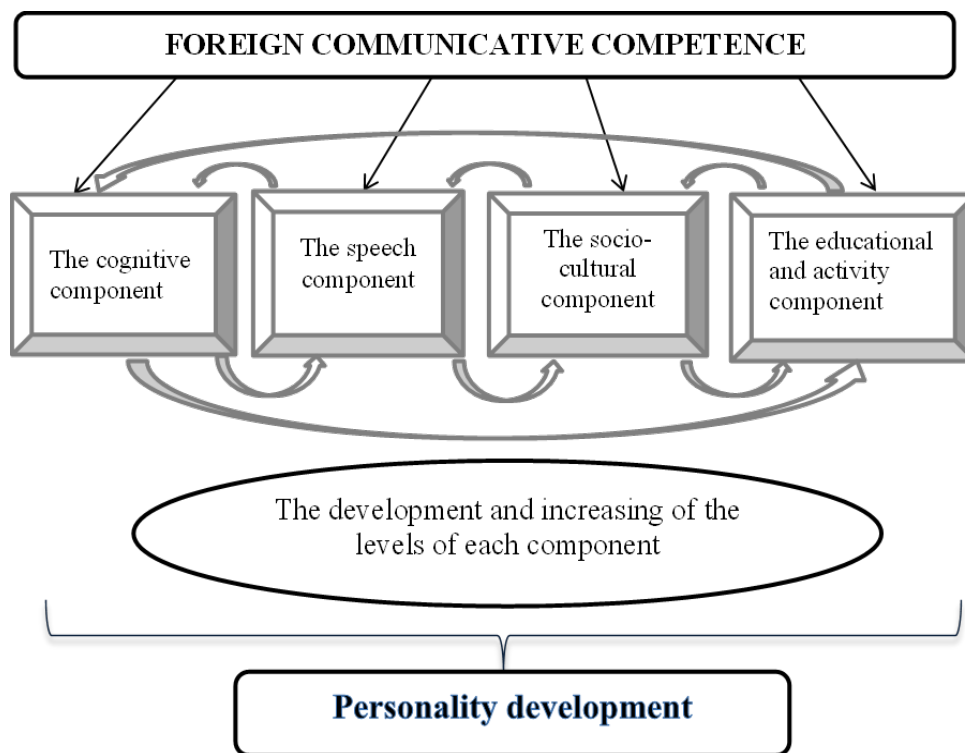 FOREIGN COMMUNICATIVE COMPETENCE
The cognitive
component
The speech
component
The socio-
cultural
component
The educational
and activity
component
The development and increasing of the
levels of each component
Personality development